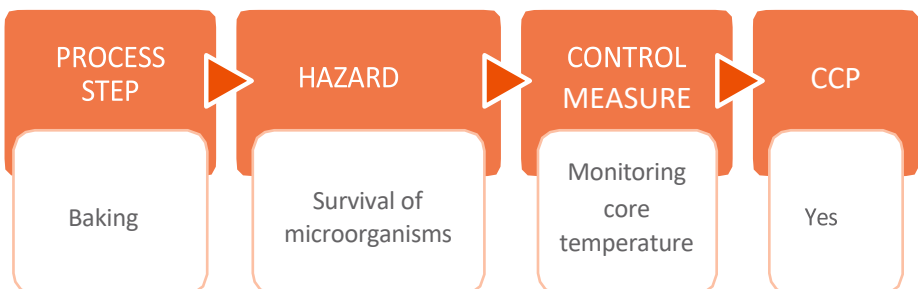 PROCESS
STEP
HAZARD
CONTROL
MEASURE
CCP
Baking
Survival of
microorganisms
Monitoring
core
temperature
Yes